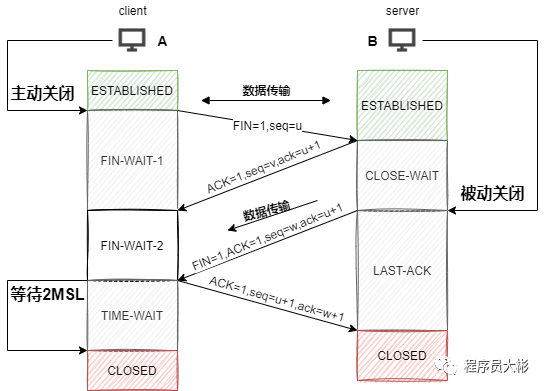 client
server
A
B
主动关闭
ESTABLISHED
数据传输
ESTABLISHED
FIN=1,seq=u
FIN-WAIT-1
ACK=1,seq=v,ack=u+1
CLOSE-WAIT
被动关闭
数据传输
FIN=1,ACK=1,seq=w,ack=u+1
FIN-WAIT-2
LAST-ACK
等待2MSL
ACK=1,seq=u+1,ack=w+1
TIME-WAIT
CLOSED
CLOSED
程序员大彬